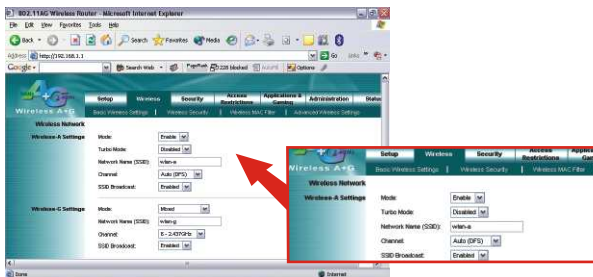 802.11AG Wireless Router - Microsoft Internet Explorer
File Edit View Favorites Tools Help
Back Search Favorites Media
Address http://192.168.1.1 Go Links
Google Search Web PageRank 228 blocked AutoFill Options
Setup Wireless Security Access Restrictions Applications & Gaming Administration Status
Wireless A+G
Basic Wireless Settings | Wireless Security | Wireless MAC Filter | Advanced Wireless Settings
Wireless Network
Wireless-A Settings Mode: Enable
Turbo Mode: Disabled
Network Name (SSID): wlan-a
Channel: Auto (DFS)
SSID Broadcast: Enabled
Wireless-G Settings Mode: Mixed
Network Name (SSID): wlan-g
Channel: 6 - 2.437GHz
SSID Broadcast: Enabled
Done Internet
Setup Wireless Security Access Restrictions
Wireless A+G
Basic Wireless Settings | Wireless Security | Wireless MAC Filter
Wireless Network
Wireless-A Settings Mode: Enable
Turbo Mode: Disabled
Network Name (SSID): wlan-a
Channel: Auto (DFS)
SSID Broadcast: Enabled